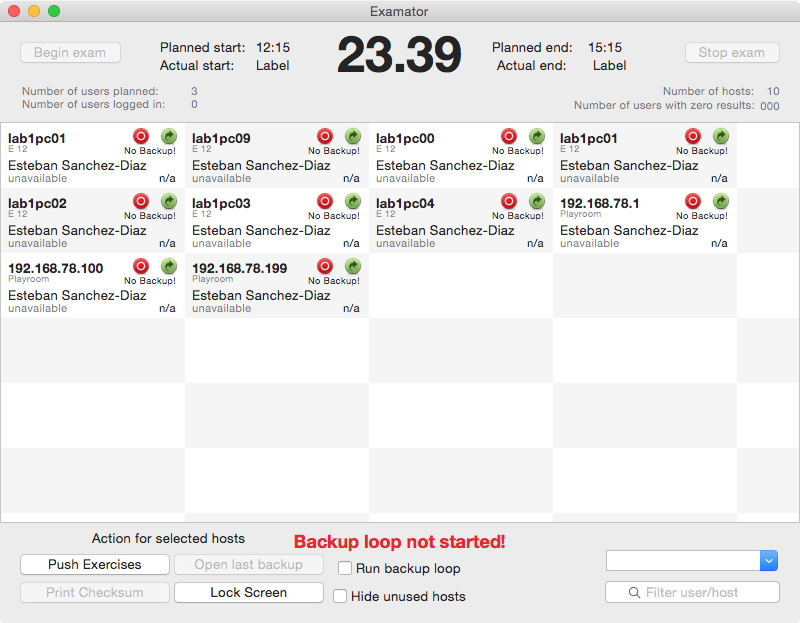 Examator
Begin exam
Planned start: 12:15
Actual start: Label
23.39
Planned end: 15:15
Actual end: Label
Stop exam
Number of users planned: 3
Number of users logged in: 0
Number of hosts: 10
Number of users with zero results: 000
lab1pc01
E 12
No Backup!
Esteban Sanchez-Diaz
unavailable n/a
lab1pc09
E 12
No Backup!
Esteban Sanchez-Diaz
unavailable n/a
lab1pc00
E 12
No Backup!
Esteban Sanchez-Diaz
unavailable n/a
lab1pc01
E 12
No Backup!
Esteban Sanchez-Diaz
unavailable n/a
lab1pc02
E 12
No Backup!
Esteban Sanchez-Diaz
unavailable n/a
lab1pc03
E 12
No Backup!
Esteban Sanchez-Diaz
unavailable n/a
lab1pc04
E 12
No Backup!
Esteban Sanchez-Diaz
unavailable n/a
192.168.78.1
Playroom
No Backup!
Esteban Sanchez-Diaz
unavailable n/a
192.168.78.100
Playroom
No Backup!
Esteban Sanchez-Diaz
unavailable n/a
192.168.78.199
Playroom
No Backup!
Esteban Sanchez-Diaz
unavailable n/a
Action for selected hosts
Backup loop not started!
Push Exercises
Open last backup
Run backup loop
Print Checksum
Lock Screen
Hide unused hosts
Filter user/host